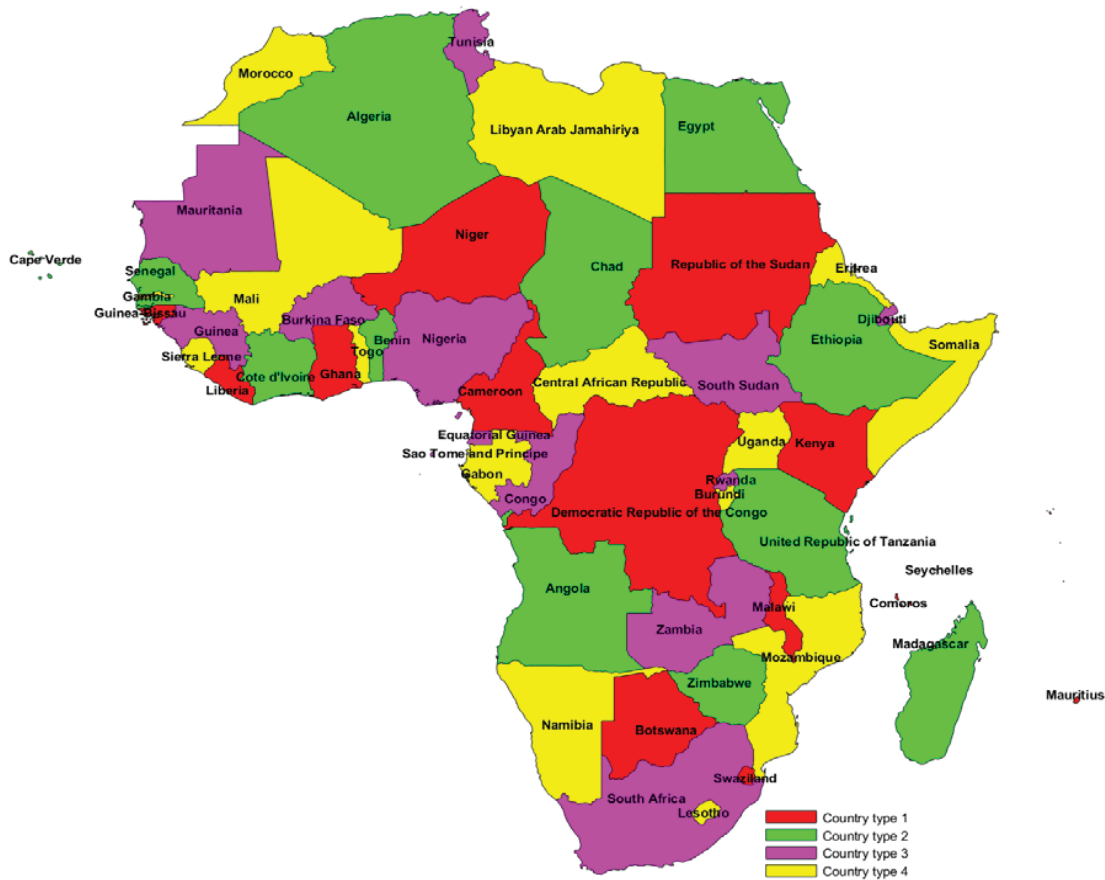 Tunisia
Morocco
Algeria
Libyan Arab Jamahiriya
Egypt
Mauritania
Niger
Cape Verde
Senegal
Chad
Republic of the Sudan
Eritrea
Gambia
Mali
Guinea-Bissau
Burkina Faso
Djibouti
Guinea
Nigeria
Benin
Ethiopia
Somalia
Sierra Leone
Togo
Cote d'Ivoire
Ghana
Liberia
Cameroon
Central African Republic
South Sudan
Equatorial Guinea
Uganda
Kenya
Sao Tome and Principe
Gabon
Rwanda
Congo
Burundi
Democratic Republic of the Congo
United Republic of Tanzania
Seychelles
Angola
Comoros
Malawi
Zambia
Madagascar
Mozambique
Zimbabwe
Mauritius
Namibia
Botswana
Swaziland
South Africa
Lesotho
Country type 1
Country type 2
Country type 3
Country type 4